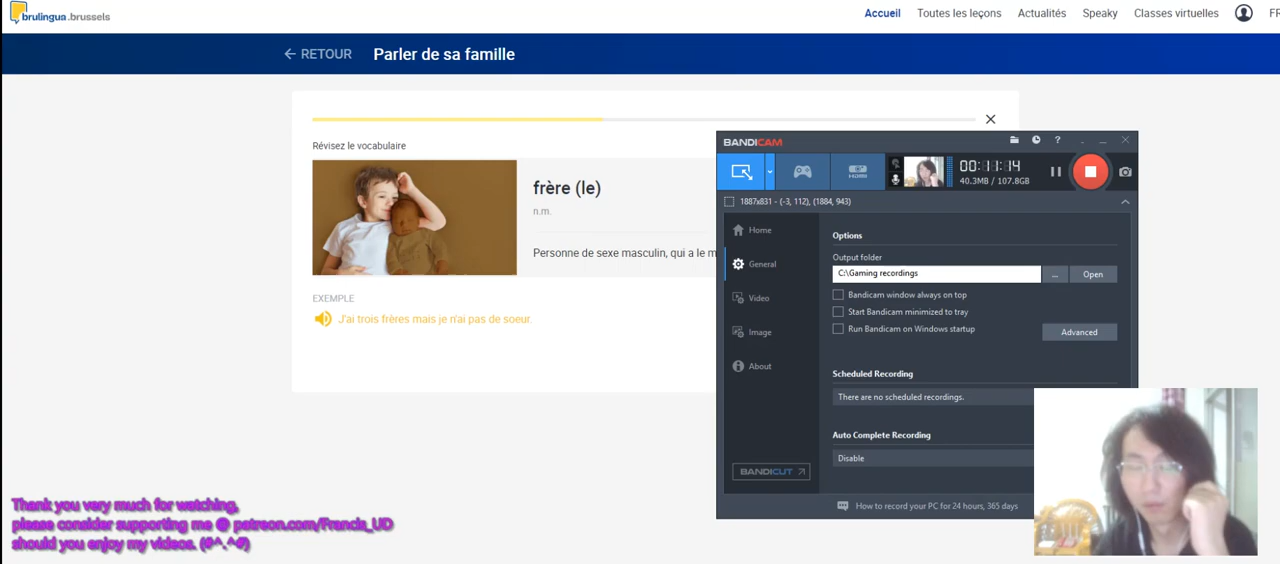 brulingua.brussels
Accueil Toutes les leçons Actualités Speaky Classes virtuelles FR
← RETOUR Parler de sa famille
Révisez le vocabulaire
frère (le)
n.m.
Personne de sexe masculin, qui a le m
EXEMPLE
J'ai trois frères mais je n'ai pas de soeur.
BANDICAM
HDMI
00:11:14
40.3MB / 107.8GB
1887x831 - (-3, 112), (1884, 943)
Home
General
Video
Image
About
BANDICUT
Options
Output folder
C:\Gaming recordings
... Open
Bandicam window always on top
Start Bandicam minimized to tray
Run Bandicam on Windows startup
Advanced
Scheduled Recording
There are no scheduled recordings.
Auto Complete Recording
Disable
How to record your PC for 24 hours, 365 days
Thank you very much for watching,
please consider supporting me @ patreon.com/Francis_UD
should you enjoy my videos. (#^.^#)